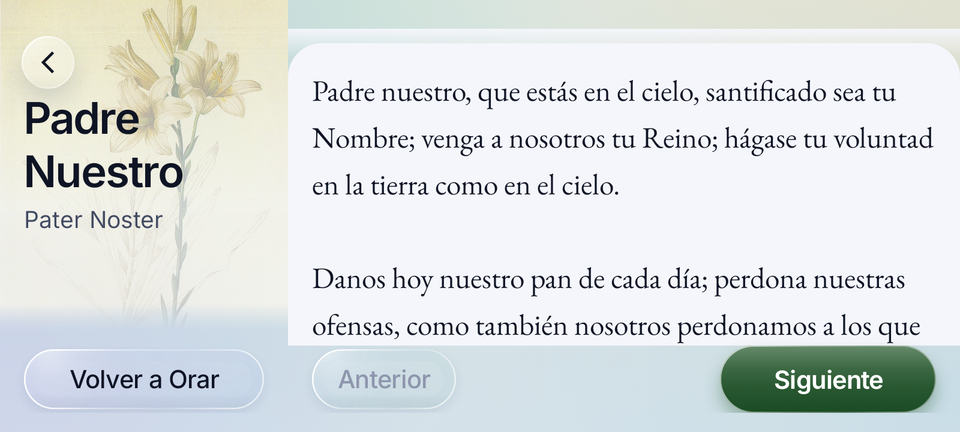 Padre
Nuestro
Pater Noster
Volver a Orar
Padre nuestro, que estás en el cielo, santificado sea tu
Nombre; venga a nosotros tu Reino; hágase tu voluntad
en la tierra como en el cielo.
Danos hoy nuestro pan de cada día; perdona nuestras
ofensas, como también nosotros perdonamos a los que
Anterior
Siguiente